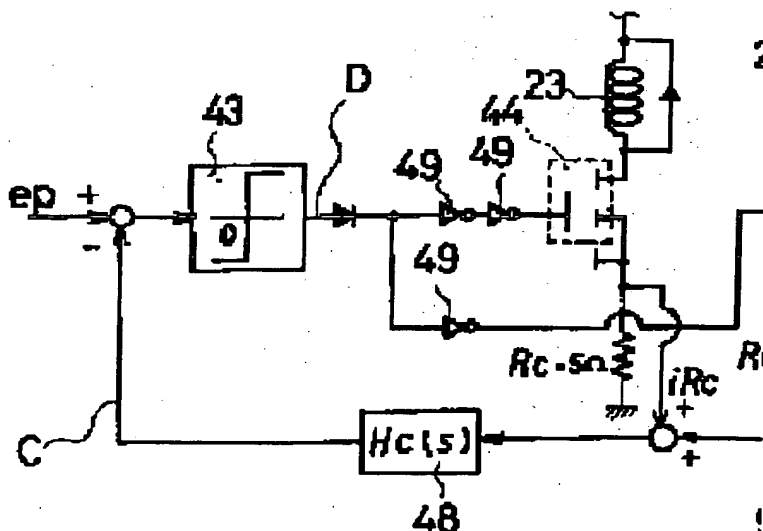 23
D
44
43
49
49
ep
+
-
0
49
Rc=5Ω
iRc
+
+
C
Hc(s)
48